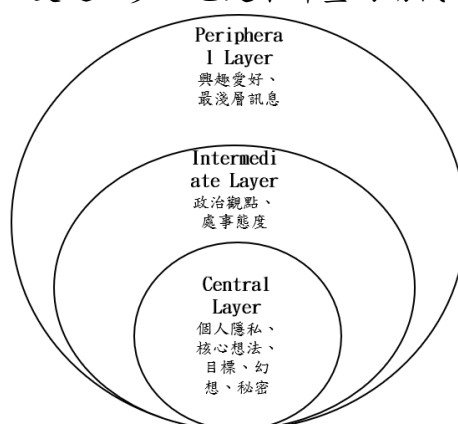 Periphera
l Layer
興趣愛好、
最淺層訊息
Intermedi
ate Layer
政治觀點、
處事態度
Central
Layer
個人隱私、
核心想法、
目標、幻
想、秘密